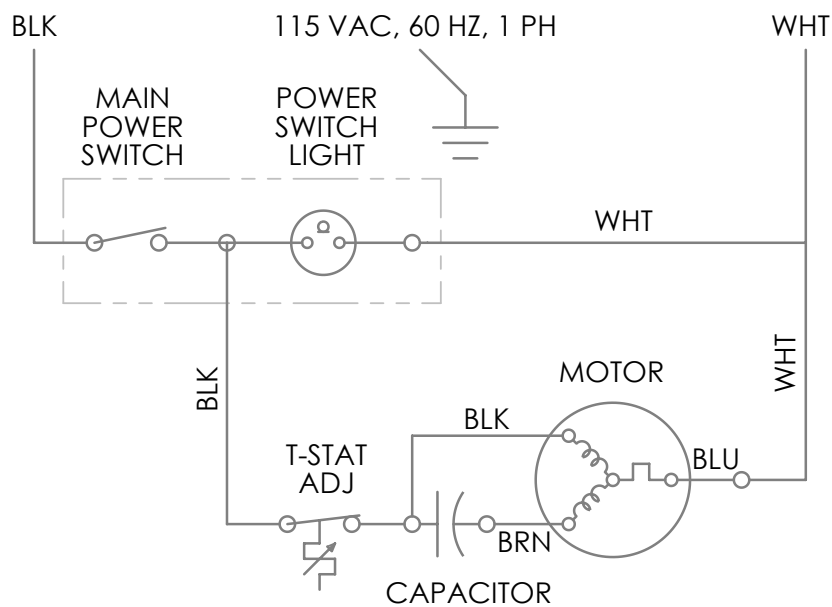 BLK
115 VAC, 60 HZ, 1 PH
WHT
MAIN
POWER
SWITCH
POWER
SWITCH
LIGHT
WHT
BLK
WHT
MOTOR
BLK
T-STAT
ADJ
BLU
BRN
CAPACITOR